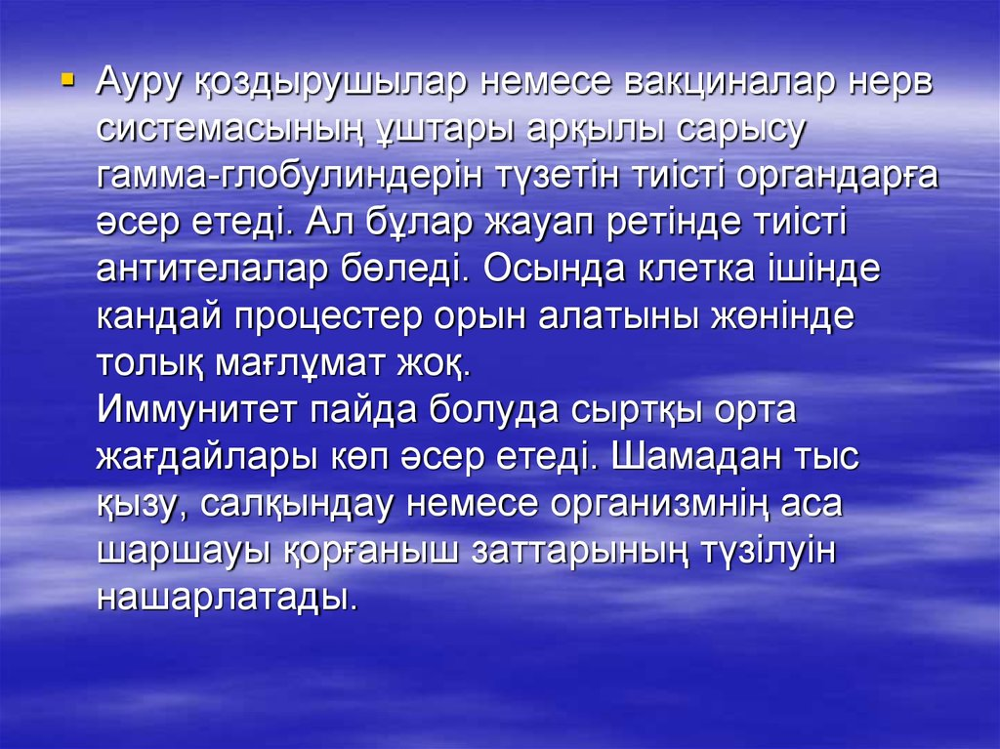 Ауру қоздырушылар немесе вакциналар нерв
системасының ұштары арқылы сарысу
гамма-глобулиндерін түзетін тиісті органдарға
әсер етеді. Ал бұлар жауап ретінде тиісті
антителалар бөледі. Осында клетка ішінде
кандай процестер орын алатыны жөнінде
толық мағлұмат жоқ.
Иммунитет пайда болуда сыртқы орта
жағдайлары көп әсер етеді. Шамадан тыс
қызу, салқындау немесе организмнің аса
шаршауы қорғаныш заттарының түзілуін
нашарлатады.